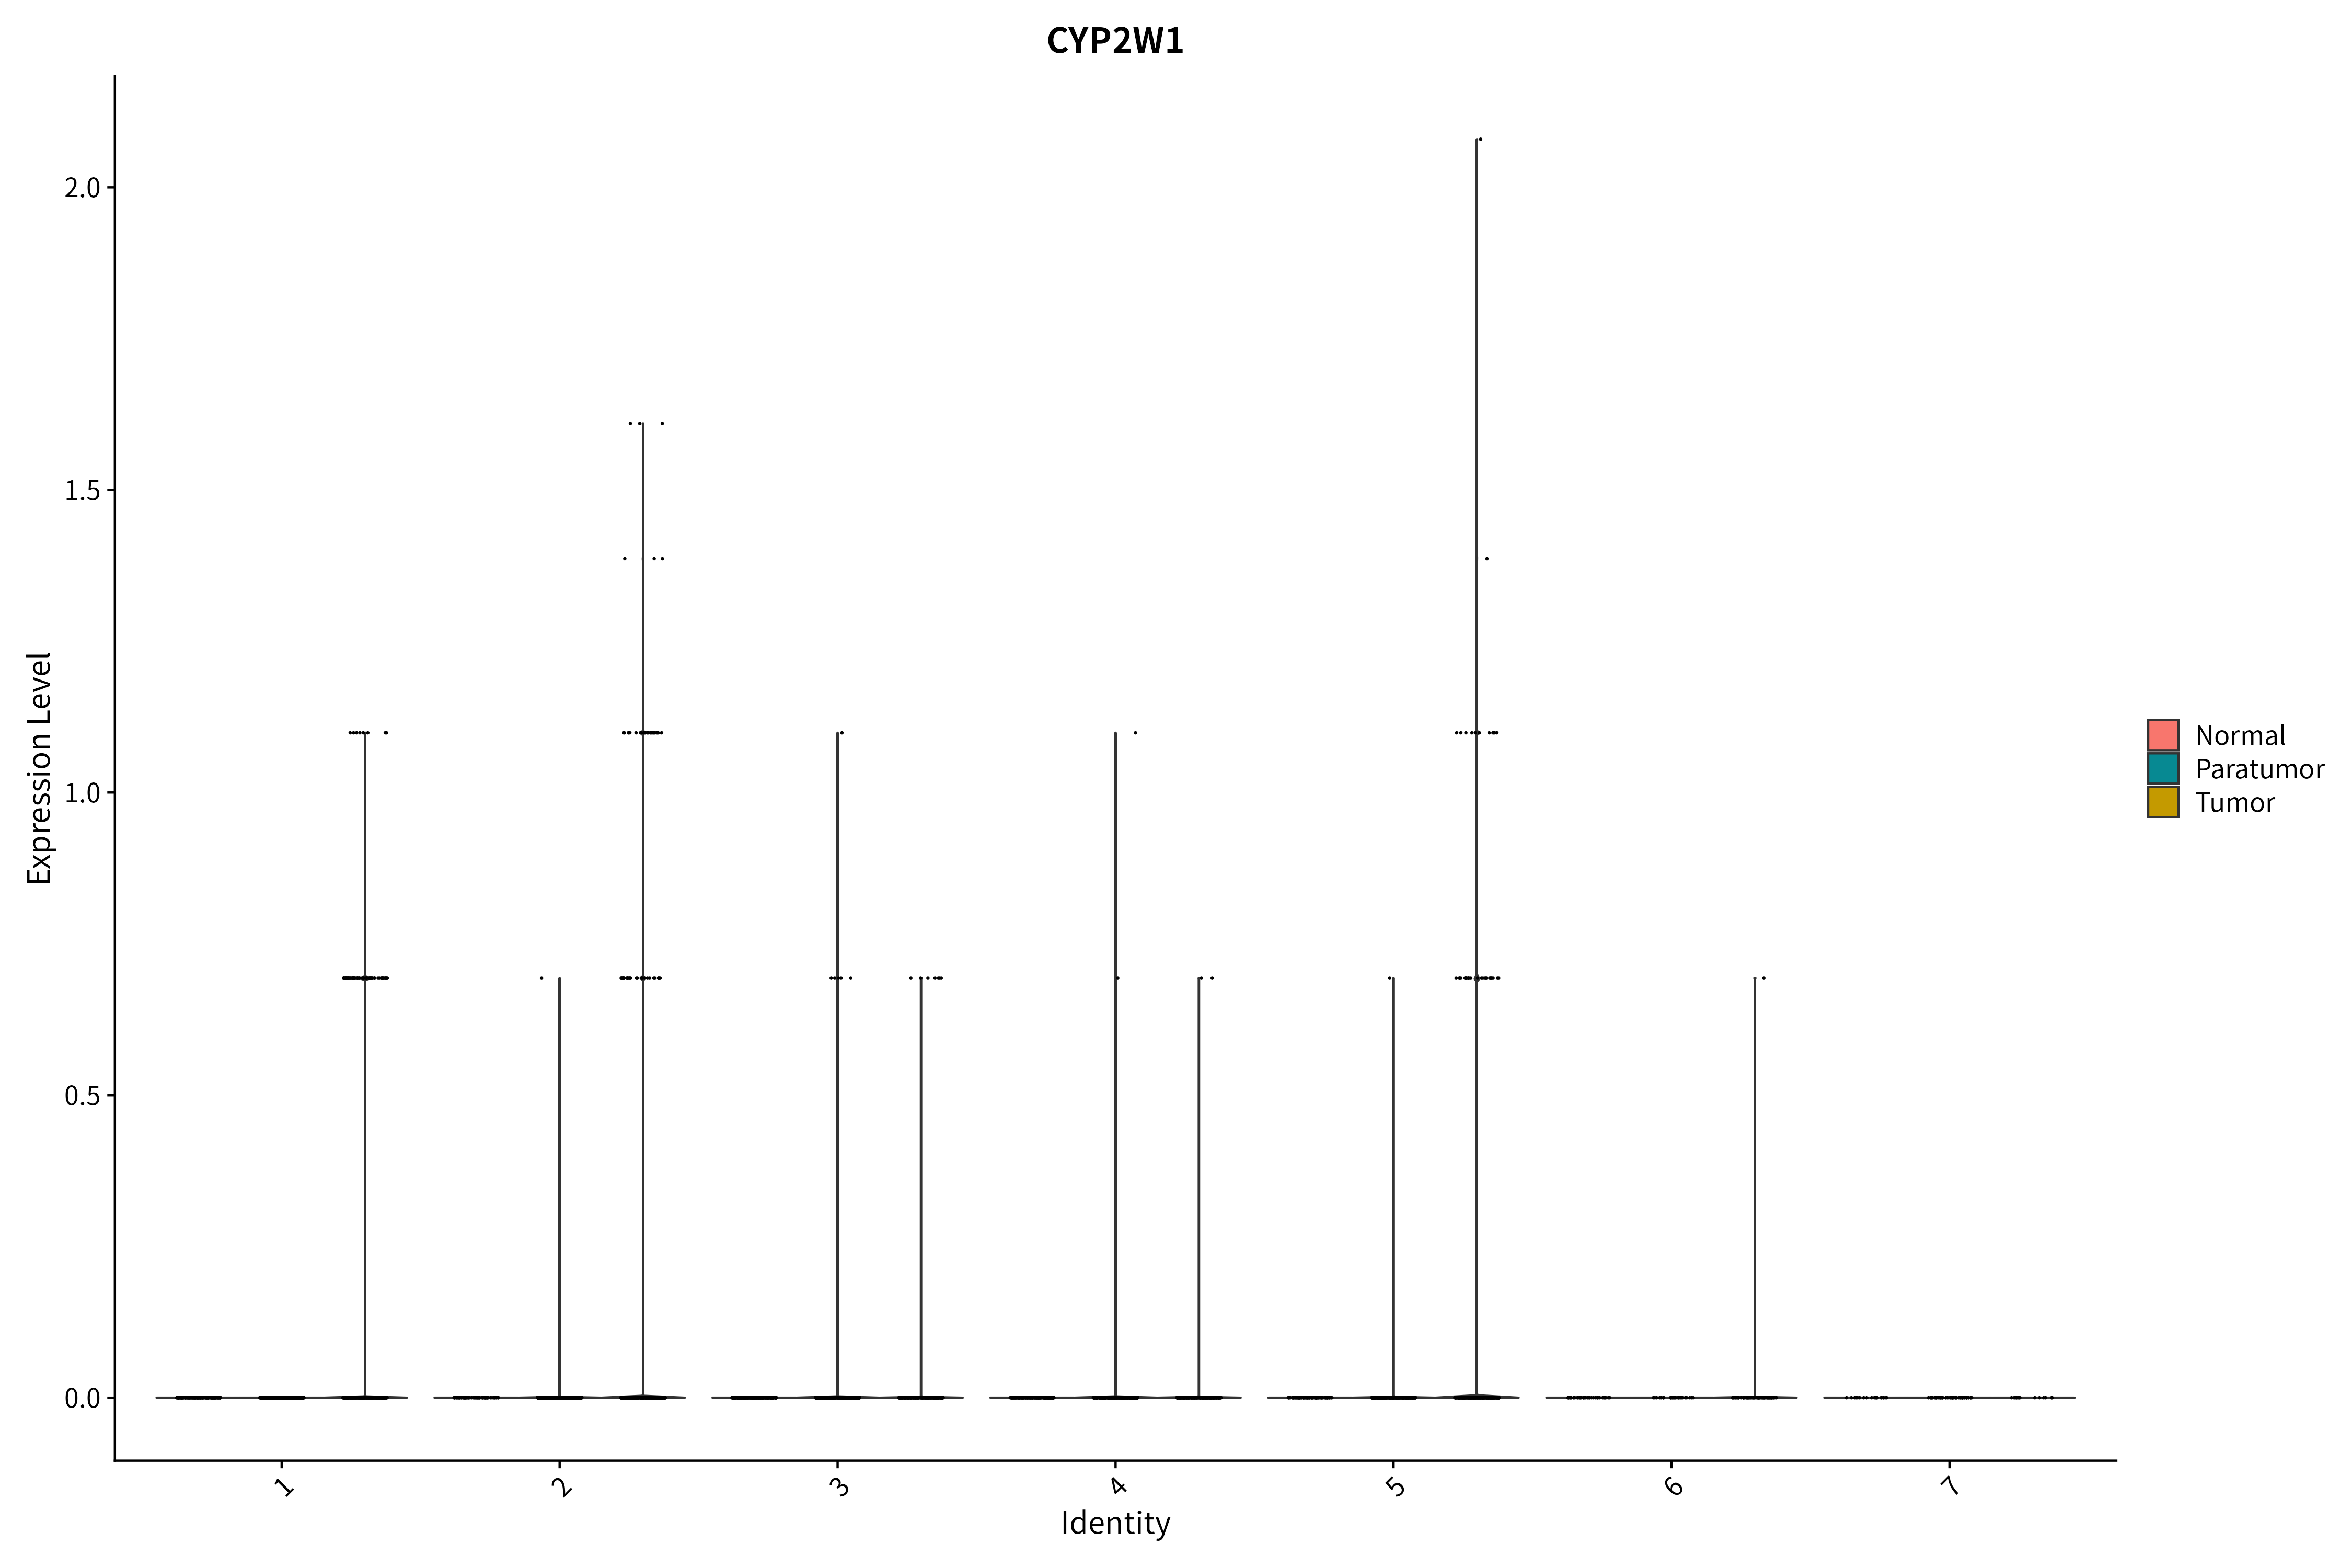 CYP2W1
Expression Level
2.0
1.5
1.0
0.5
0.0
1
2
3
4
5
6
7
Identity
Normal
Paratumor
Tumor